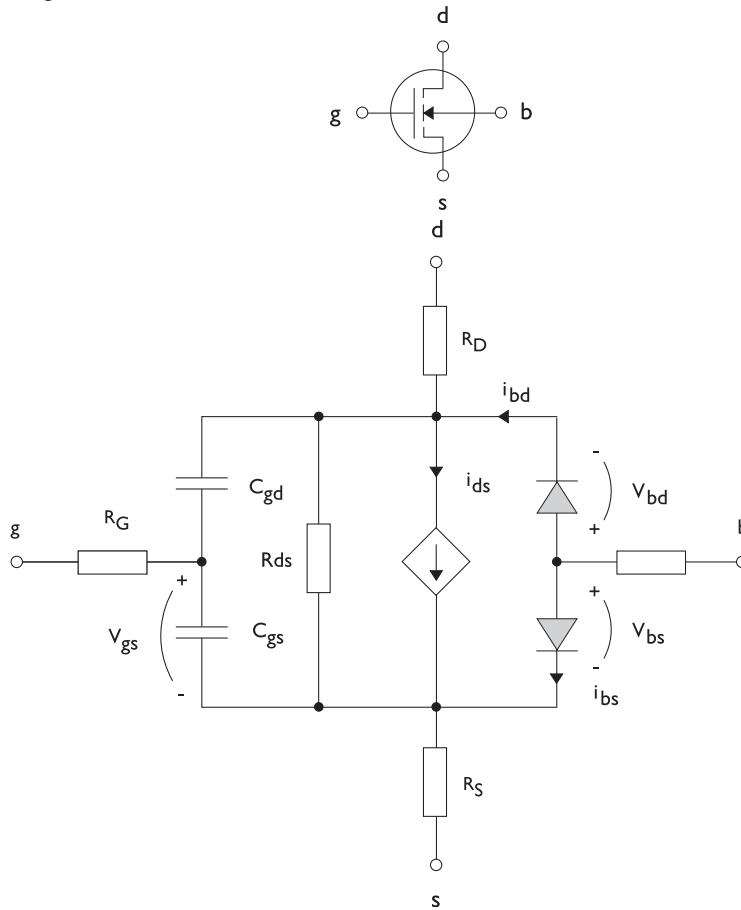 d
g
b
s
d
R_D
i_bd
-
C_gd
i_ds
V_bd
R_G
g
+
Rds
+
+
V_gs
C_gs
V_bs
-
-
i_bs
R_S
s